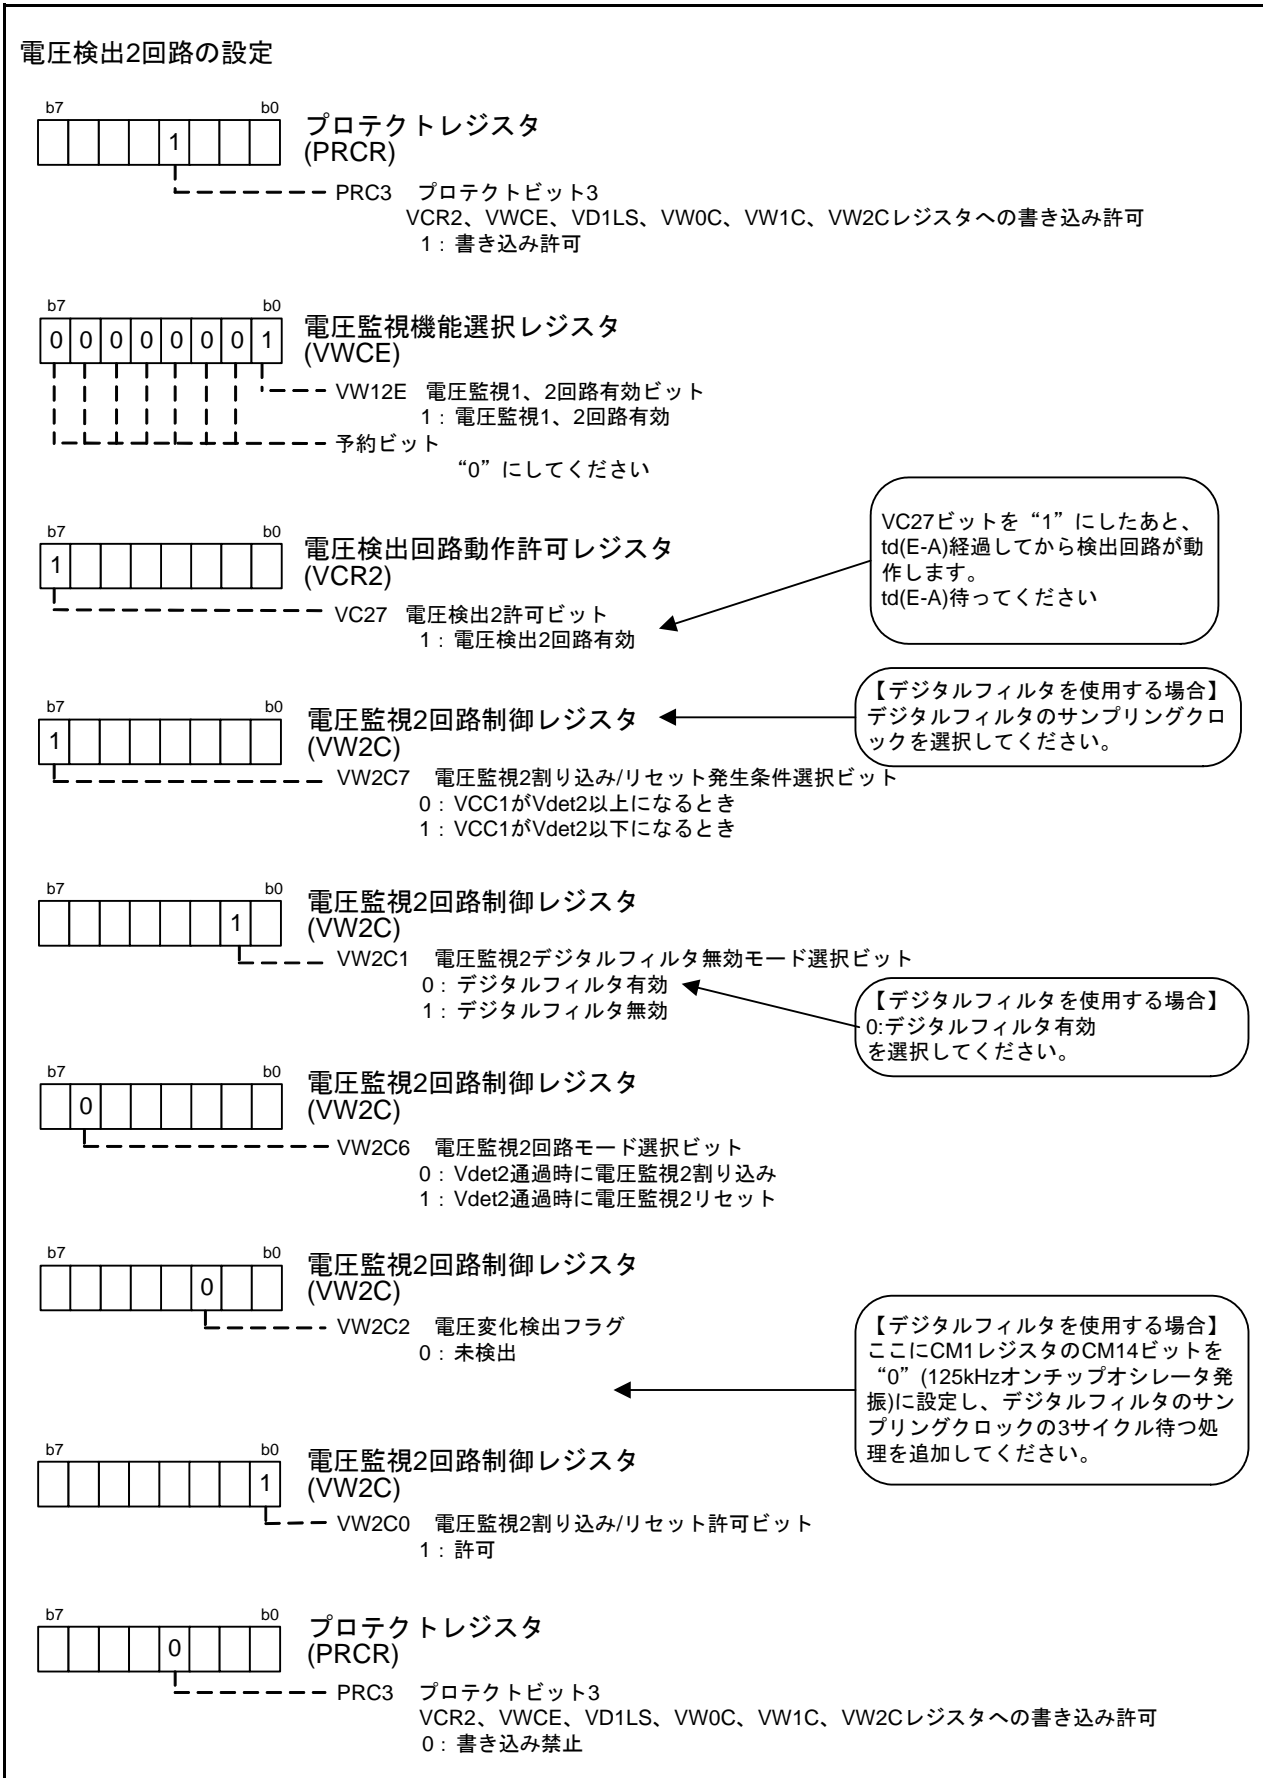 電圧検出2回路の設定
b7 b0
1
プロテクトレジスタ
(PRCR)
PRC3 プロテクトビット3
VCR2、VWCE、VD1LS、VW0C、VW1C、VW2Cレジスタへの書き込み許可
1：書き込み許可
b7 b0
0 0 0 0 0 0 0 1
電圧監視機能選択レジスタ
(VWCE)
VW12E 電圧監視1、2回路有効ビット
1：電圧監視1、2回路有効
予約ビット
“0”にしてください
b7 b0
1
電圧検出回路動作許可レジスタ
(VCR2)
VC27 電圧検出2許可ビット
1：電圧検出2回路有効
VC27ビットを“1”にしたあと、
td(E-A)経過してから検出回路が動
作します。
td(E-A)待ってください
b7 b0
1
電圧監視2回路制御レジスタ
(VW2C)
VW2C7 電圧監視2割り込み/リセット発生条件選択ビット
0：VCC1がVdet2以上になるとき
1：VCC1がVdet2以下になるとき
【デジタルフィルタを使用する場合】
デジタルフィルタのサンプリングクロ
ックを選択してください。
b7 b0
1
電圧監視2回路制御レジスタ
(VW2C)
VW2C1 電圧監視2デジタルフィルタ無効モード選択ビット
0：デジタルフィルタ有効
1：デジタルフィルタ無効
【デジタルフィルタを使用する場合】
0:デジタルフィルタ有効
を選択してください。
b7 b0
0
電圧監視2回路制御レジスタ
(VW2C)
VW2C6 電圧監視2回路モード選択ビット
0：Vdet2通過時に電圧監視2割り込み
1：Vdet2通過時に電圧監視2リセット
b7 b0
0
電圧監視2回路制御レジスタ
(VW2C)
VW2C2 電圧変化検出フラグ
0：未検出
【デジタルフィルタを使用する場合】
ここにCM1レジスタのCM14ビットを
“0”(125kHzオンチップオシレータ発
振)に設定し、デジタルフィルタのサン
プリングクロックの3サイクル待つ処
理を追加してください。
b7 b0
1
電圧監視2回路制御レジスタ
(VW2C)
VW2C0 電圧監視2割り込み/リセット許可ビット
1：許可
b7 b0
0
プロテクトレジスタ
(PRCR)
PRC3 プロテクトビット3
VCR2、VWCE、VD1LS、VW0C、VW1C、VW2Cレジスタへの書き込み許可
0：書き込み禁止